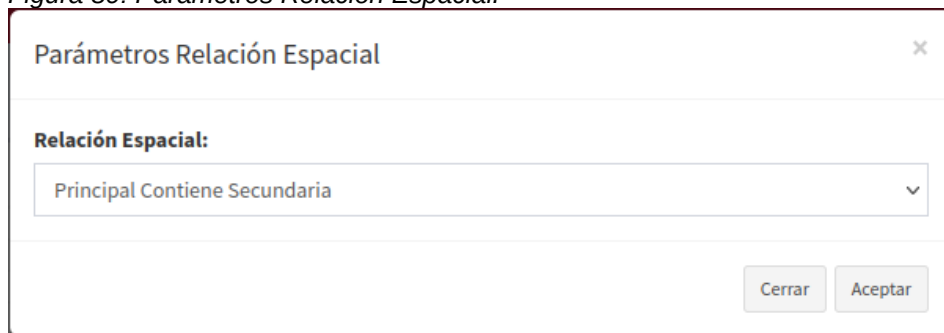 Parámetros Relación Espacial
×
Relación Espacial:
Principal Contiene Secundaria
Cerrar Aceptar